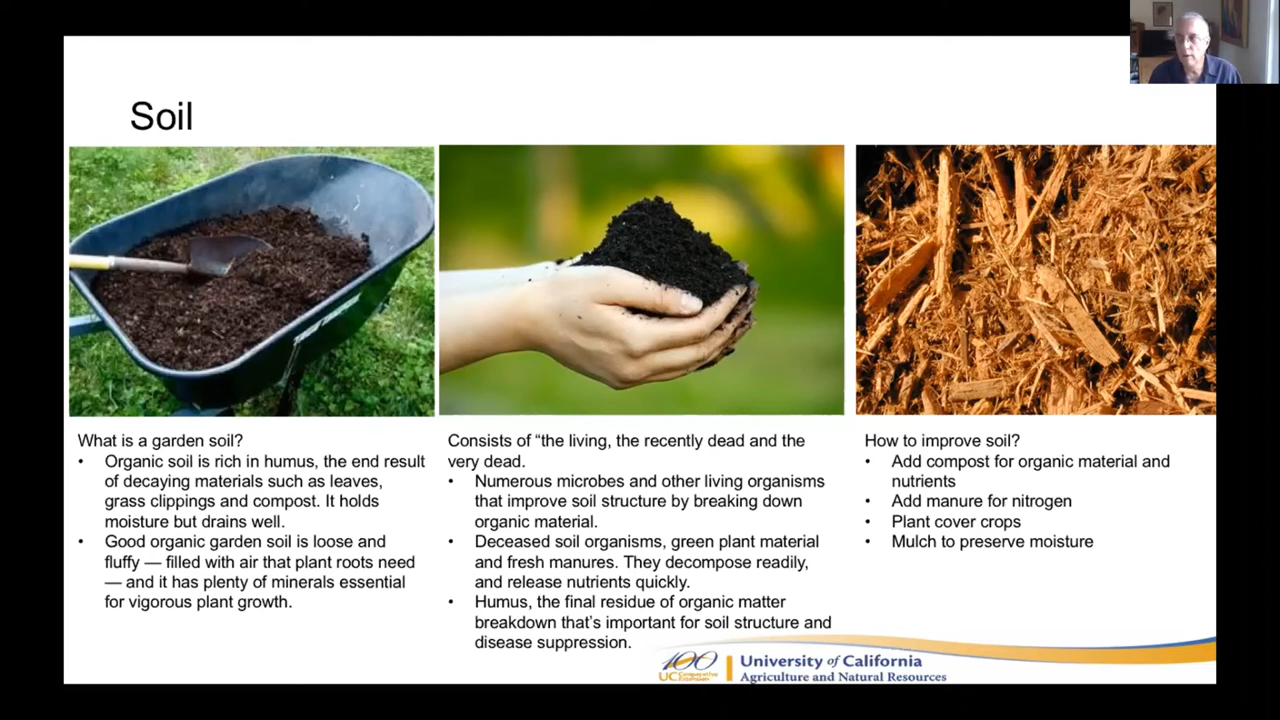 Soil
What is a garden soil?
• Organic soil is rich in humus, the end result
of decaying materials such as leaves,
grass clippings and compost. It holds
moisture but drains well.
• Good organic garden soil is loose and
fluffy — filled with air that plant roots need
— and it has plenty of minerals essential
for vigorous plant growth.
Consists of “the living, the recently dead and the
very dead.
• Numerous microbes and other living organisms
that improve soil structure by breaking down
organic material.
• Deceased soil organisms, green plant material
and fresh manures. They decompose readily,
and release nutrients quickly.
• Humus, the final residue of organic matter
breakdown that’s important for soil structure and
disease suppression.
How to improve soil?
• Add compost for organic material and
nutrients
• Add manure for nitrogen
• Plant cover crops
• Mulch to preserve moisture
100
UC Cooperative
Extension
University of California
Agriculture and Natural Resources